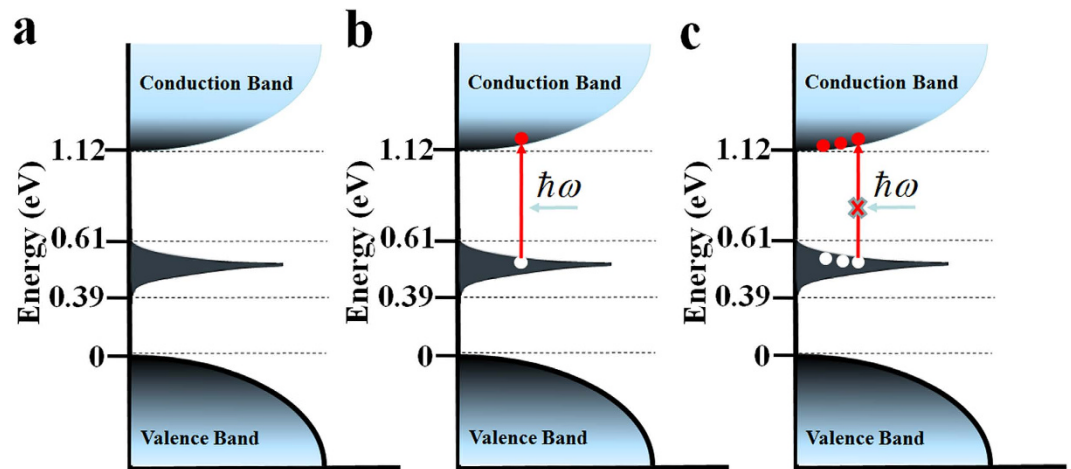 a
Conduction Band
1.12
0.61
0.39
0
Energy (eV)
Valence Band
b
Conduction Band
1.12
ħω
0.61
0.39
0
Energy (eV)
Valence Band
c
Conduction Band
1.12
ħω
0.61
0.39
0
Energy (eV)
Valence Band